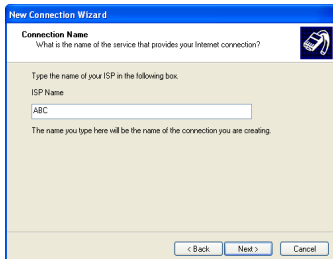 New Connection Wizard
Connection Name
What is the name of the service that provides your Internet connection?
Type the name of your ISP in the following box.
ISP Name
ABC
The name you type here will be the name of the connection you are creating.
< Back
Next >
Cancel